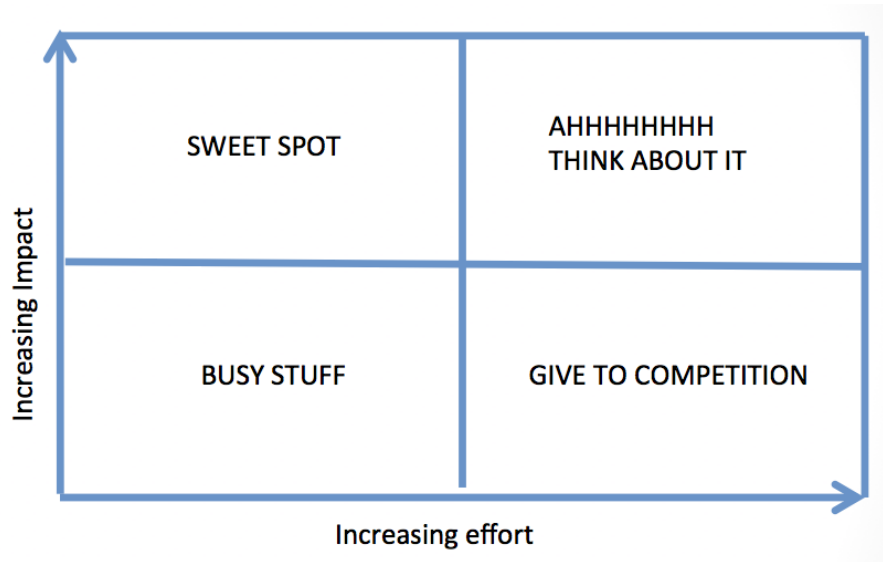 SWEET SPOT
AHHHHHHHH
THINK ABOUT IT
Increasing Impact
BUSY STUFF
GIVE TO COMPETITION
Increasing effort